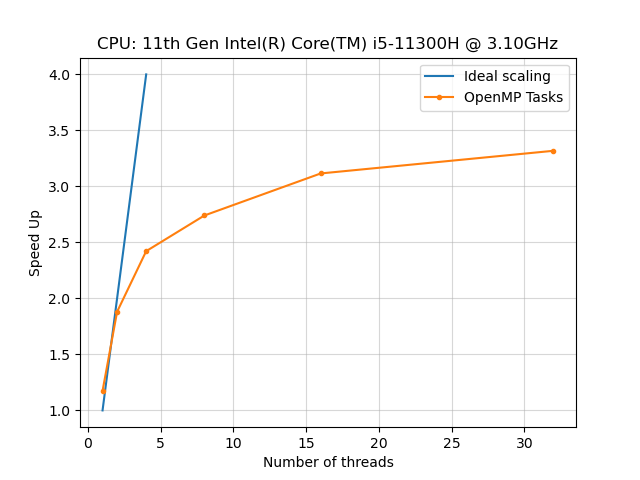 CPU: 11th Gen Intel(R) Core(TM) i5-11300H @ 3.10GHz
Ideal scaling
OpenMP Tasks
Speed Up
4.0
3.5
3.0
2.5
2.0
1.5
1.0
0 5 10 15 20 25 30
Number of threads